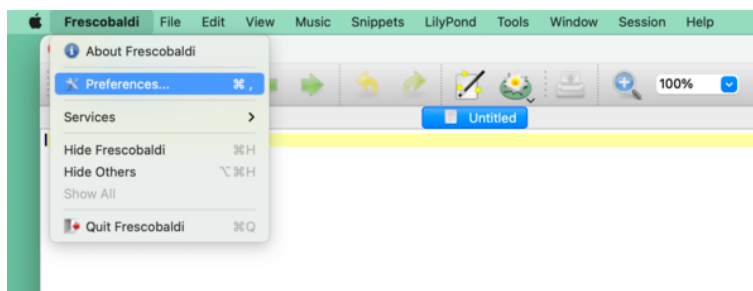 Frescobaldi File Edit View Music Snippets LilyPond Tools Window Session Help
About Frescobaldi
Preferences... ⌘ ,
100%
Services
Untitled
Hide Frescobaldi ⌘H
Hide Others ⌥⌘H
Show All
Quit Frescobaldi ⌘Q